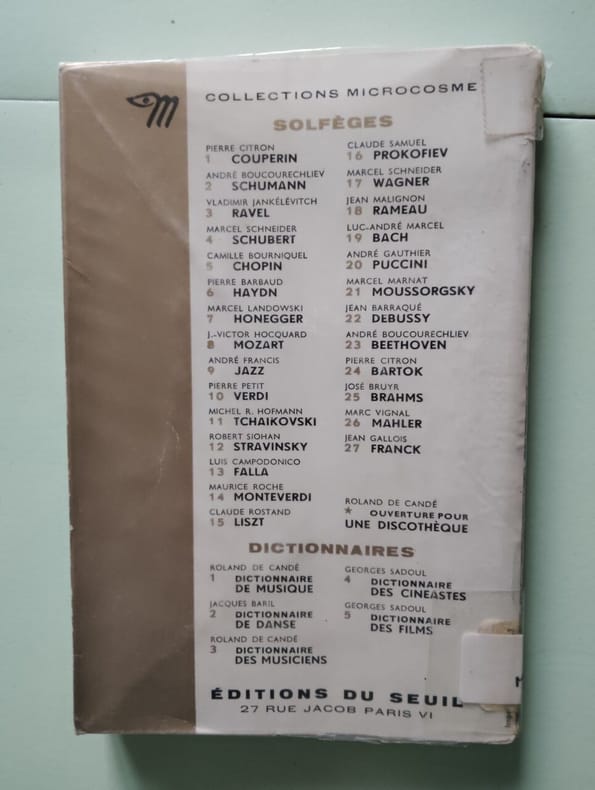 m
COLLECTIONS MICROCOSME
SOLFÈGES
PIERRE CITRON
1 COUPERIN
ANDRÉ BOUCOURECHLIEV
2 SCHUMANN
VLADIMIR JANKÉLÉVITCH
3 RAVEL
MARCEL SCHNEIDER
4 SCHUBERT
CAMILLE BOURNIQUEL
5 CHOPIN
PIERRE BARBAUD
6 HAYDN
MARCEL LANDOWSKI
7 HONEGGER
J.-VICTOR HOCQUARD
8 MOZART
ANDRÉ FRANCIS
9 JAZZ
PIERRE PETIT
10 VERDI
MICHEL R. HOFMANN
11 TCHAIKOVSKI
ROBERT SIOHAN
12 STRAVINSKY
LUIS CAMPODONICO
13 FALLA
MAURICE ROCHE
14 MONTEVERDI
CLAUDE ROSTAND
15 LISZT
CLAUDE SAMUEL
16 PROKOFIEV
MARCEL SCHNEIDER
17 WAGNER
JEAN MALIGNON
18 RAMEAU
LUC-ANDRÉ MARCEL
19 BACH
ANDRÉ GAUTHIER
20 PUCCINI
MARCEL MARNAT
21 MOUSSORGSKY
JEAN BARRAQUÉ
22 DEBUSSY
ANDRÉ BOUCOURECHLIEV
23 BEETHOVEN
PIERRE CITRON
24 BARTOK
JOSÉ BRUYR
25 BRAHMS
MARC VIGNAL
26 MAHLER
JEAN GALLOIS
27 FRANCK
ROLAND DE CANDÉ
* OUVERTURE POUR
UNE DISCOTHÈQUE
DICTIONNAIRES
ROLAND DE CANDÉ
1 DICTIONNAIRE
DE MUSIQUE
JACQUES BARIL
2 DICTIONNAIRE
DE DANSE
ROLAND DE CANDÉ
3 DICTIONNAIRE
DES MUSICIENS
GEORGES SADOUL
4 DICTIONNAIRE
DES CINEASTES
GEORGES SADOUL
5 DICTIONNAIRE
DES FILMS
ÉDITIONS DU SEUIL
27 RUE JACOB PARIS VI